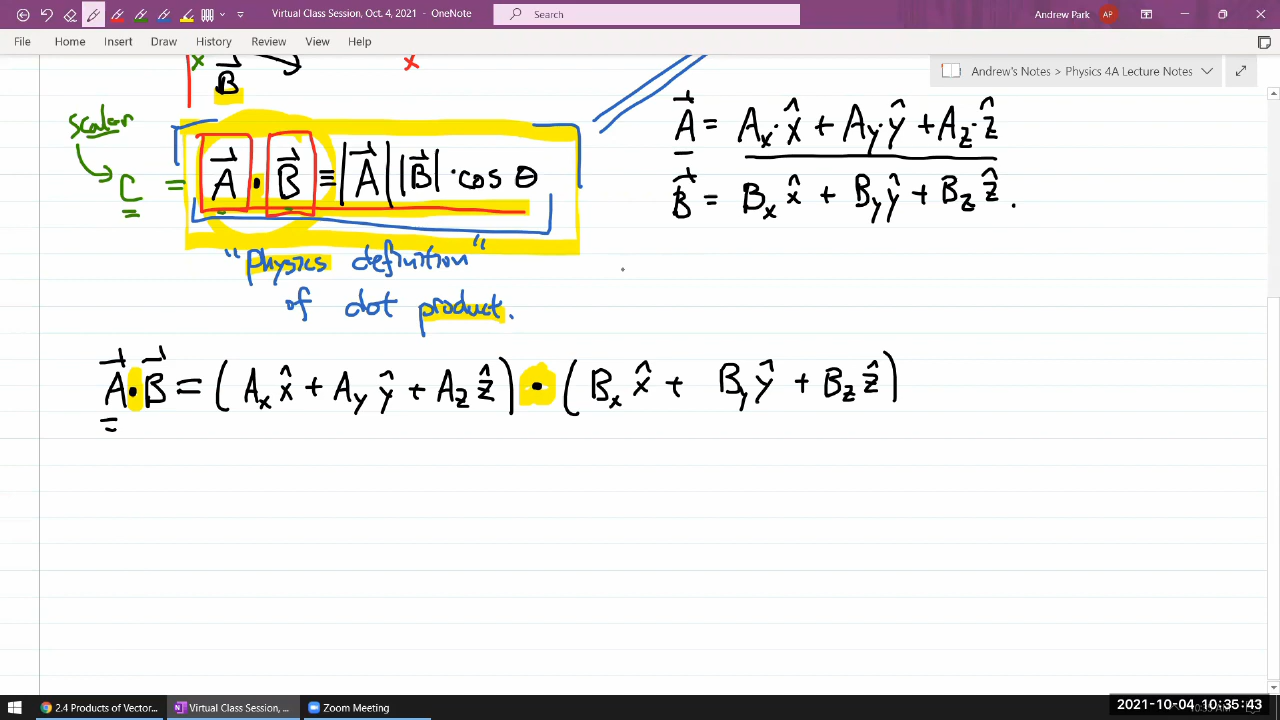 Virtual Class Session, Oct. 4, 2021 - OneNote
Search
Andrew Park
AP
File Home Insert Draw History Review View Help
Andrew's Notes > Physics 4A Lecture Notes
x B⃗ x
scalar
C = A⃗ · B⃗ ≡ |A⃗| |B⃗| · cos θ
"Physics definition"
of dot product.
A⃗ = Ax·x̂ + Ay·ŷ + Az·ẑ
B⃗ = Bx x̂ + By ŷ + Bz ẑ.
A⃗ · B⃗ = (Ax x̂ + Ay ŷ + Az ẑ) · (Bx x̂ + By ŷ + Bz ẑ)
2.4 Products of Vector...
Virtual Class Session...
Zoom Meeting
2021-10-04 10:35:43